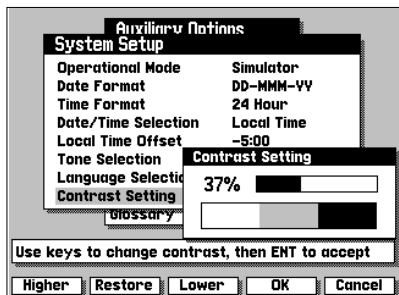 Auxiliary Options
System Setup
Operational Mode Simulator
Date Format DD-MMM-YY
Time Format 24 Hour
Date/Time Selection Local Time
Local Time Offset -5:00
Tone Selection
Contrast Setting
Language Selectio
37%
Contrast Setting
Glossary
Use keys to change contrast, then ENT to accept
Higher Restore Lower OK Cancel